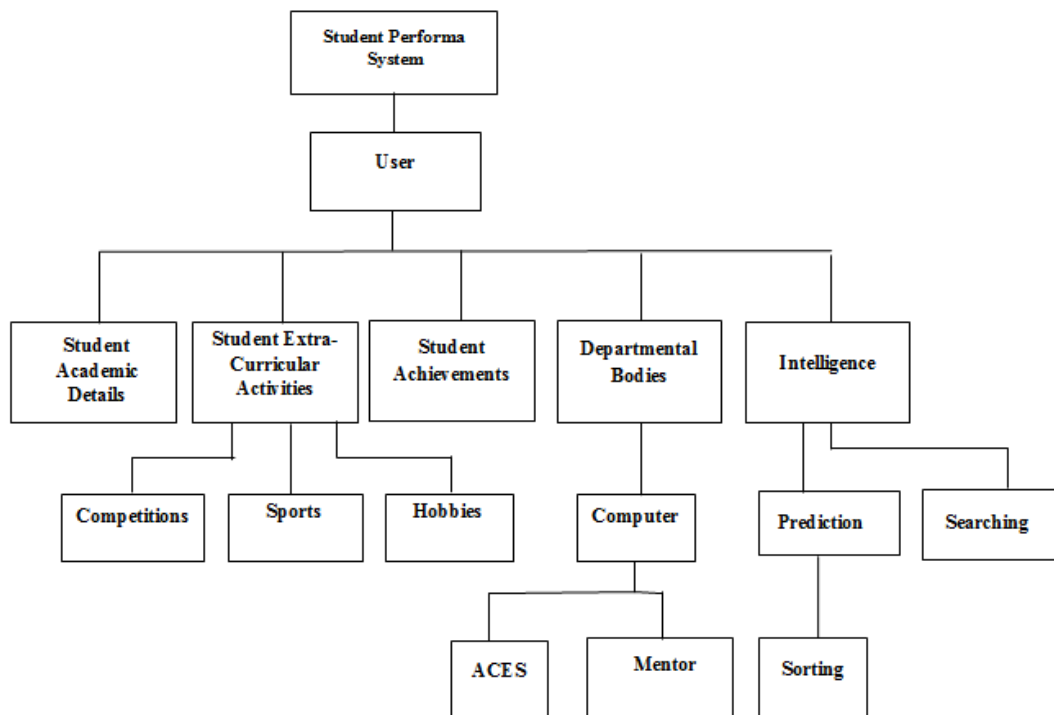 Student Performa
System
User
Student
Academic
Details
Student Extra-
Curricular
Activities
Student
Achievements
Departmental
Bodies
Intelligence
Competitions
Sports
Hobbies
Computer
Prediction
Searching
ACES
Mentor
Sorting